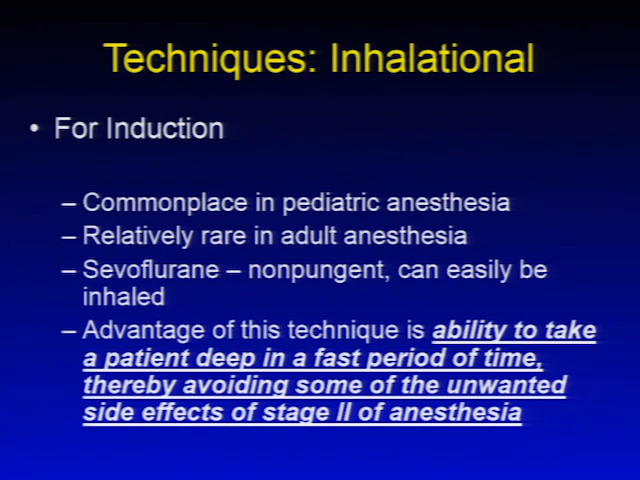 Techniques: Inhalational
• For Induction
– Commonplace in pediatric anesthesia
– Relatively rare in adult anesthesia
– Sevoflurane – nonpungent, can easily be
inhaled
– Advantage of this technique is ability to take
a patient deep in a fast period of time,
thereby avoiding some of the unwanted
side effects of stage II of anesthesia